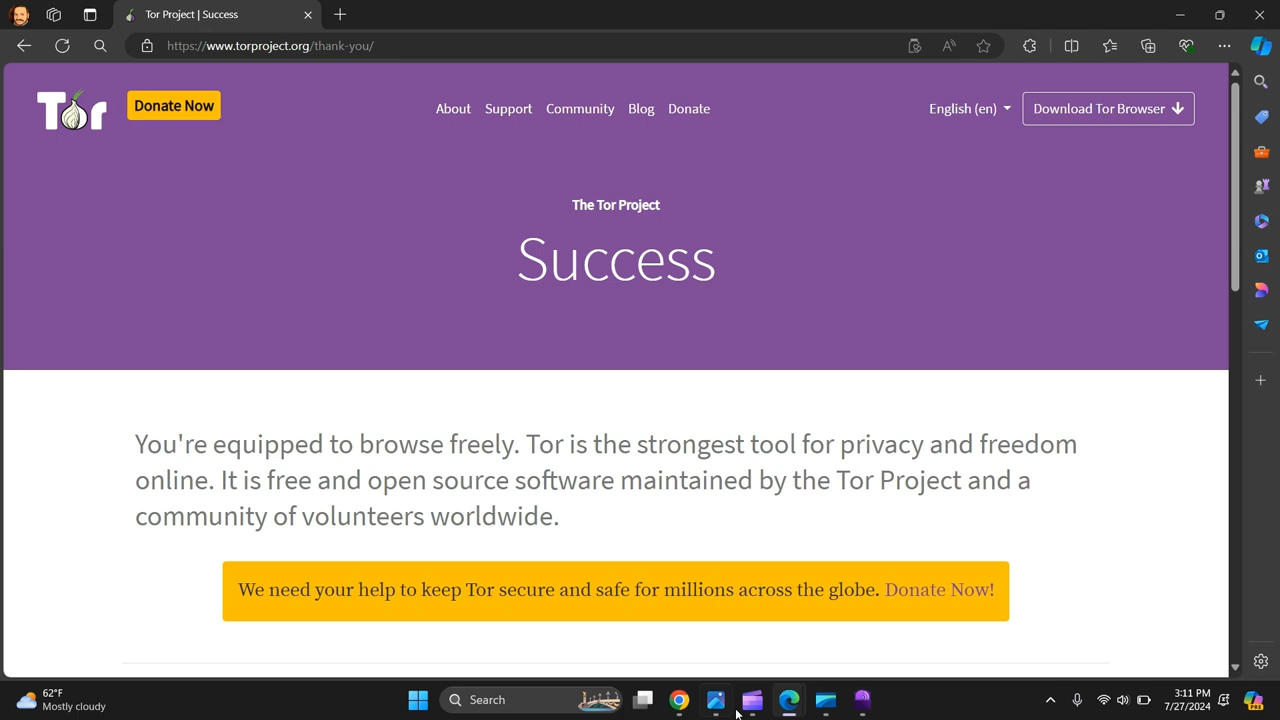 Tor Project | Success
https://www.torproject.org/thank-you/
Tor
Donate Now
About
Support
Community
Blog
Donate
English (en)
Download Tor Browser
The Tor Project
Success
You're equipped to browse freely. Tor is the strongest tool for privacy and freedom
online. It is free and open source software maintained by the Tor Project and a
community of volunteers worldwide.
We need your help to keep Tor secure and safe for millions across the globe. Donate Now!
62°F
Mostly cloudy
Search
3:11 PM
7/27/2024
PRE